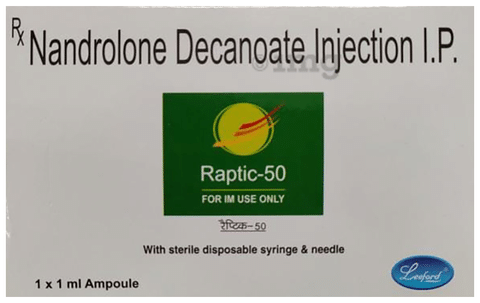 Rx Nandrolone Decanoate Injection I.P.
1mg
Raptic-50
FOR IM USE ONLY
रैप्टिक-50
With sterile disposable syringe & needle
1 x 1 ml Ampoule
Leeford